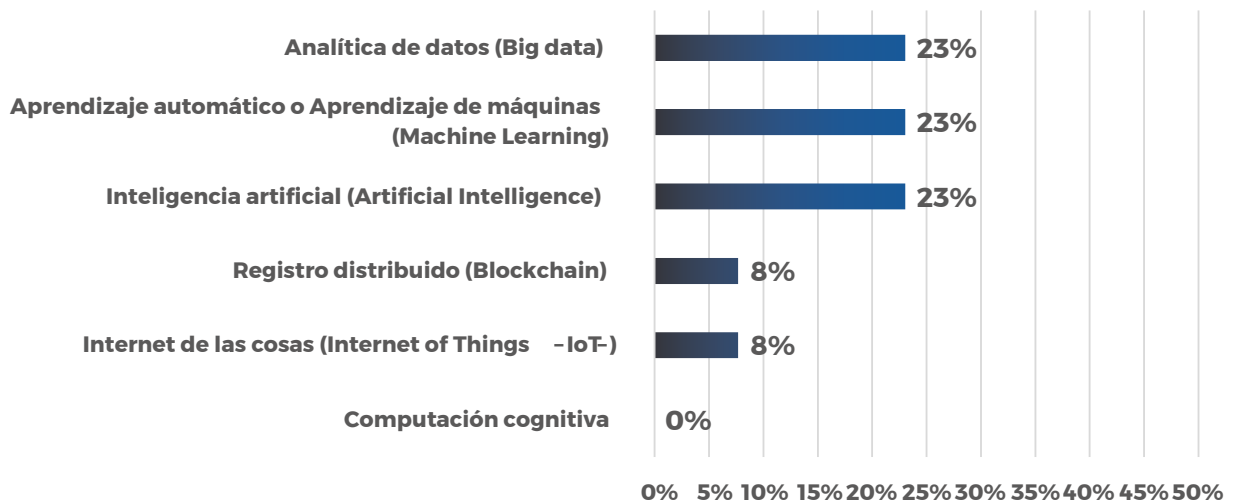 Analítica de datos (Big data) 23%
Aprendizaje automático o Aprendizaje de máquinas
(Machine Learning) 23%
Inteligencia artificial (Artificial Intelligence) 23%
Registro distribuido (Blockchain) 8%
Internet de las cosas (Internet of Things –IoT–) 8%
Computación cognitiva 0%
0% 5% 10% 15% 20% 25% 30% 35% 40% 45% 50%